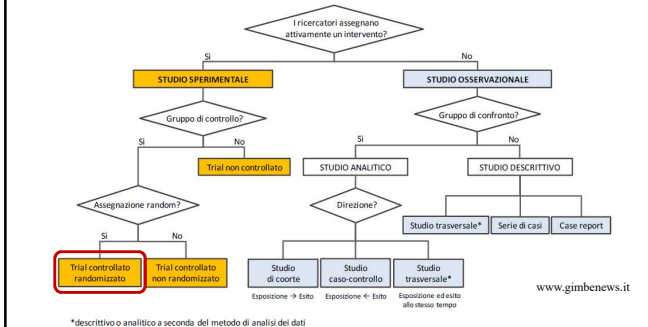 I ricercatori assegnano
attivamente un intervento?
Sì
No
STUDIO SPERIMENTALE
STUDIO OSSERVAZIONALE
Gruppo di controllo?
Gruppo di confronto?
Sì
No
Sì
No
Trial non controllato
STUDIO ANALITICO
STUDIO DESCRITTIVO
Assegnazione random?
Direzione?
Studio trasversale*
Serie di casi
Case report
Sì
No
Trial controllato
randomizzato
Trial controllato
non randomizzato
Studio
di coorte
Studio
caso-controllo
Studio
trasversale*
Esposizione → Esito
Esposizione ← Esito
Esposizione ed esito
allo stesso tempo
www.gimbenews.it
*descrittivo o analitico a seconda del metodo di analisi dei dati